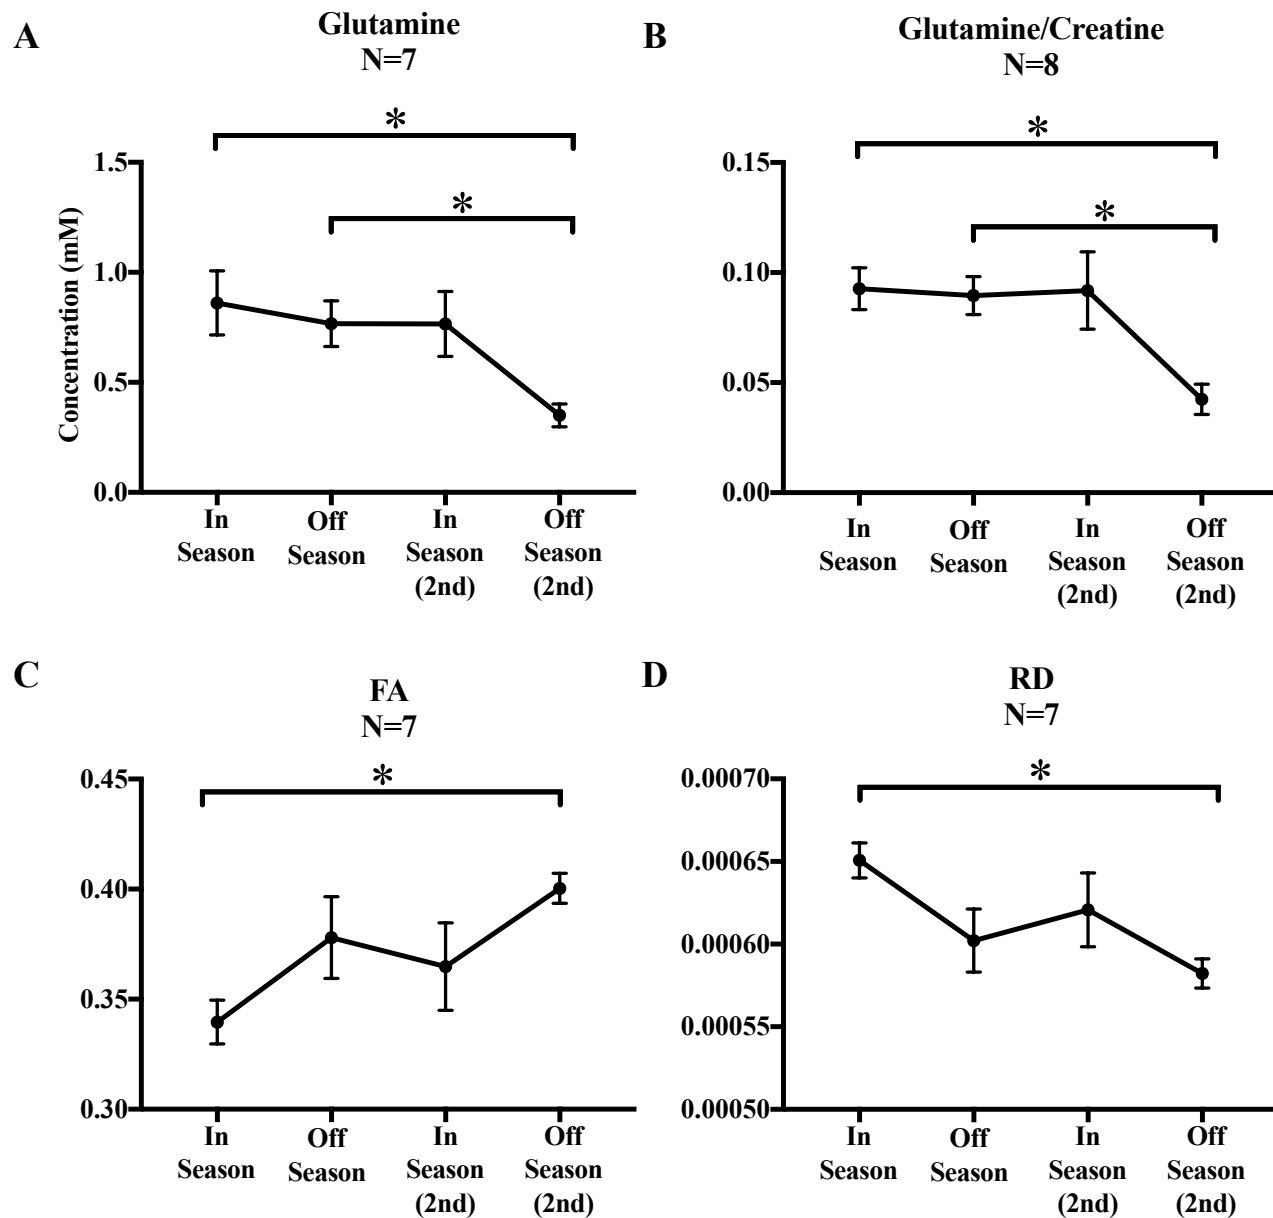 A
Glutamine
N=7
*
*
Concentration (mM)
1.5
1.0
0.5
0.0
In
Season
Off
Season
In
Season
(2nd)
Off
Season
(2nd)
B
Glutamine/Creatine
N=8
*
*
0.15
0.10
0.05
0.00
In
Season
Off
Season
In
Season
(2nd)
Off
Season
(2nd)
C
FA
N=7
*
0.45
0.40
0.35
0.30
In
Season
Off
Season
In
Season
(2nd)
Off
Season
(2nd)
D
RD
N=7
*
0.00070
0.00065
0.00060
0.00055
0.00050
In
Season
Off
Season
In
Season
(2nd)
Off
Season
(2nd)